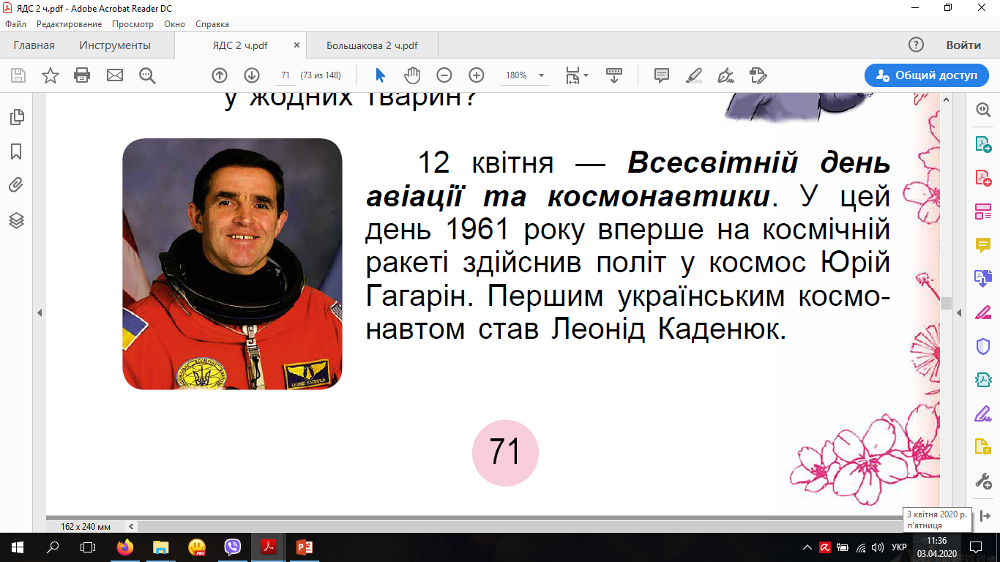 ЯДС 2 ч.pdf - Adobe Acrobat Reader DC
Файл Редактирование Просмотр Окно Справка
Главная Инструменты ЯДС 2 ч.pdf × Большакова 2 ч.pdf ? Войти
71 (73 из 148) 180% Общий доступ
у жодних тварин?
12 квітня — Всесвітній день
авіації та космонавтики. У цей
день 1961 року вперше на космічній
ракеті здійснив політ у космос Юрій
Гагарін. Першим українським космо-
навтом став Леонід Каденюк.
LEONID KADENYUK
71
162 x 240 мм
3 квітня 2020 р.
п'ятниця
PRO
УКР
11:36
03.04.2020